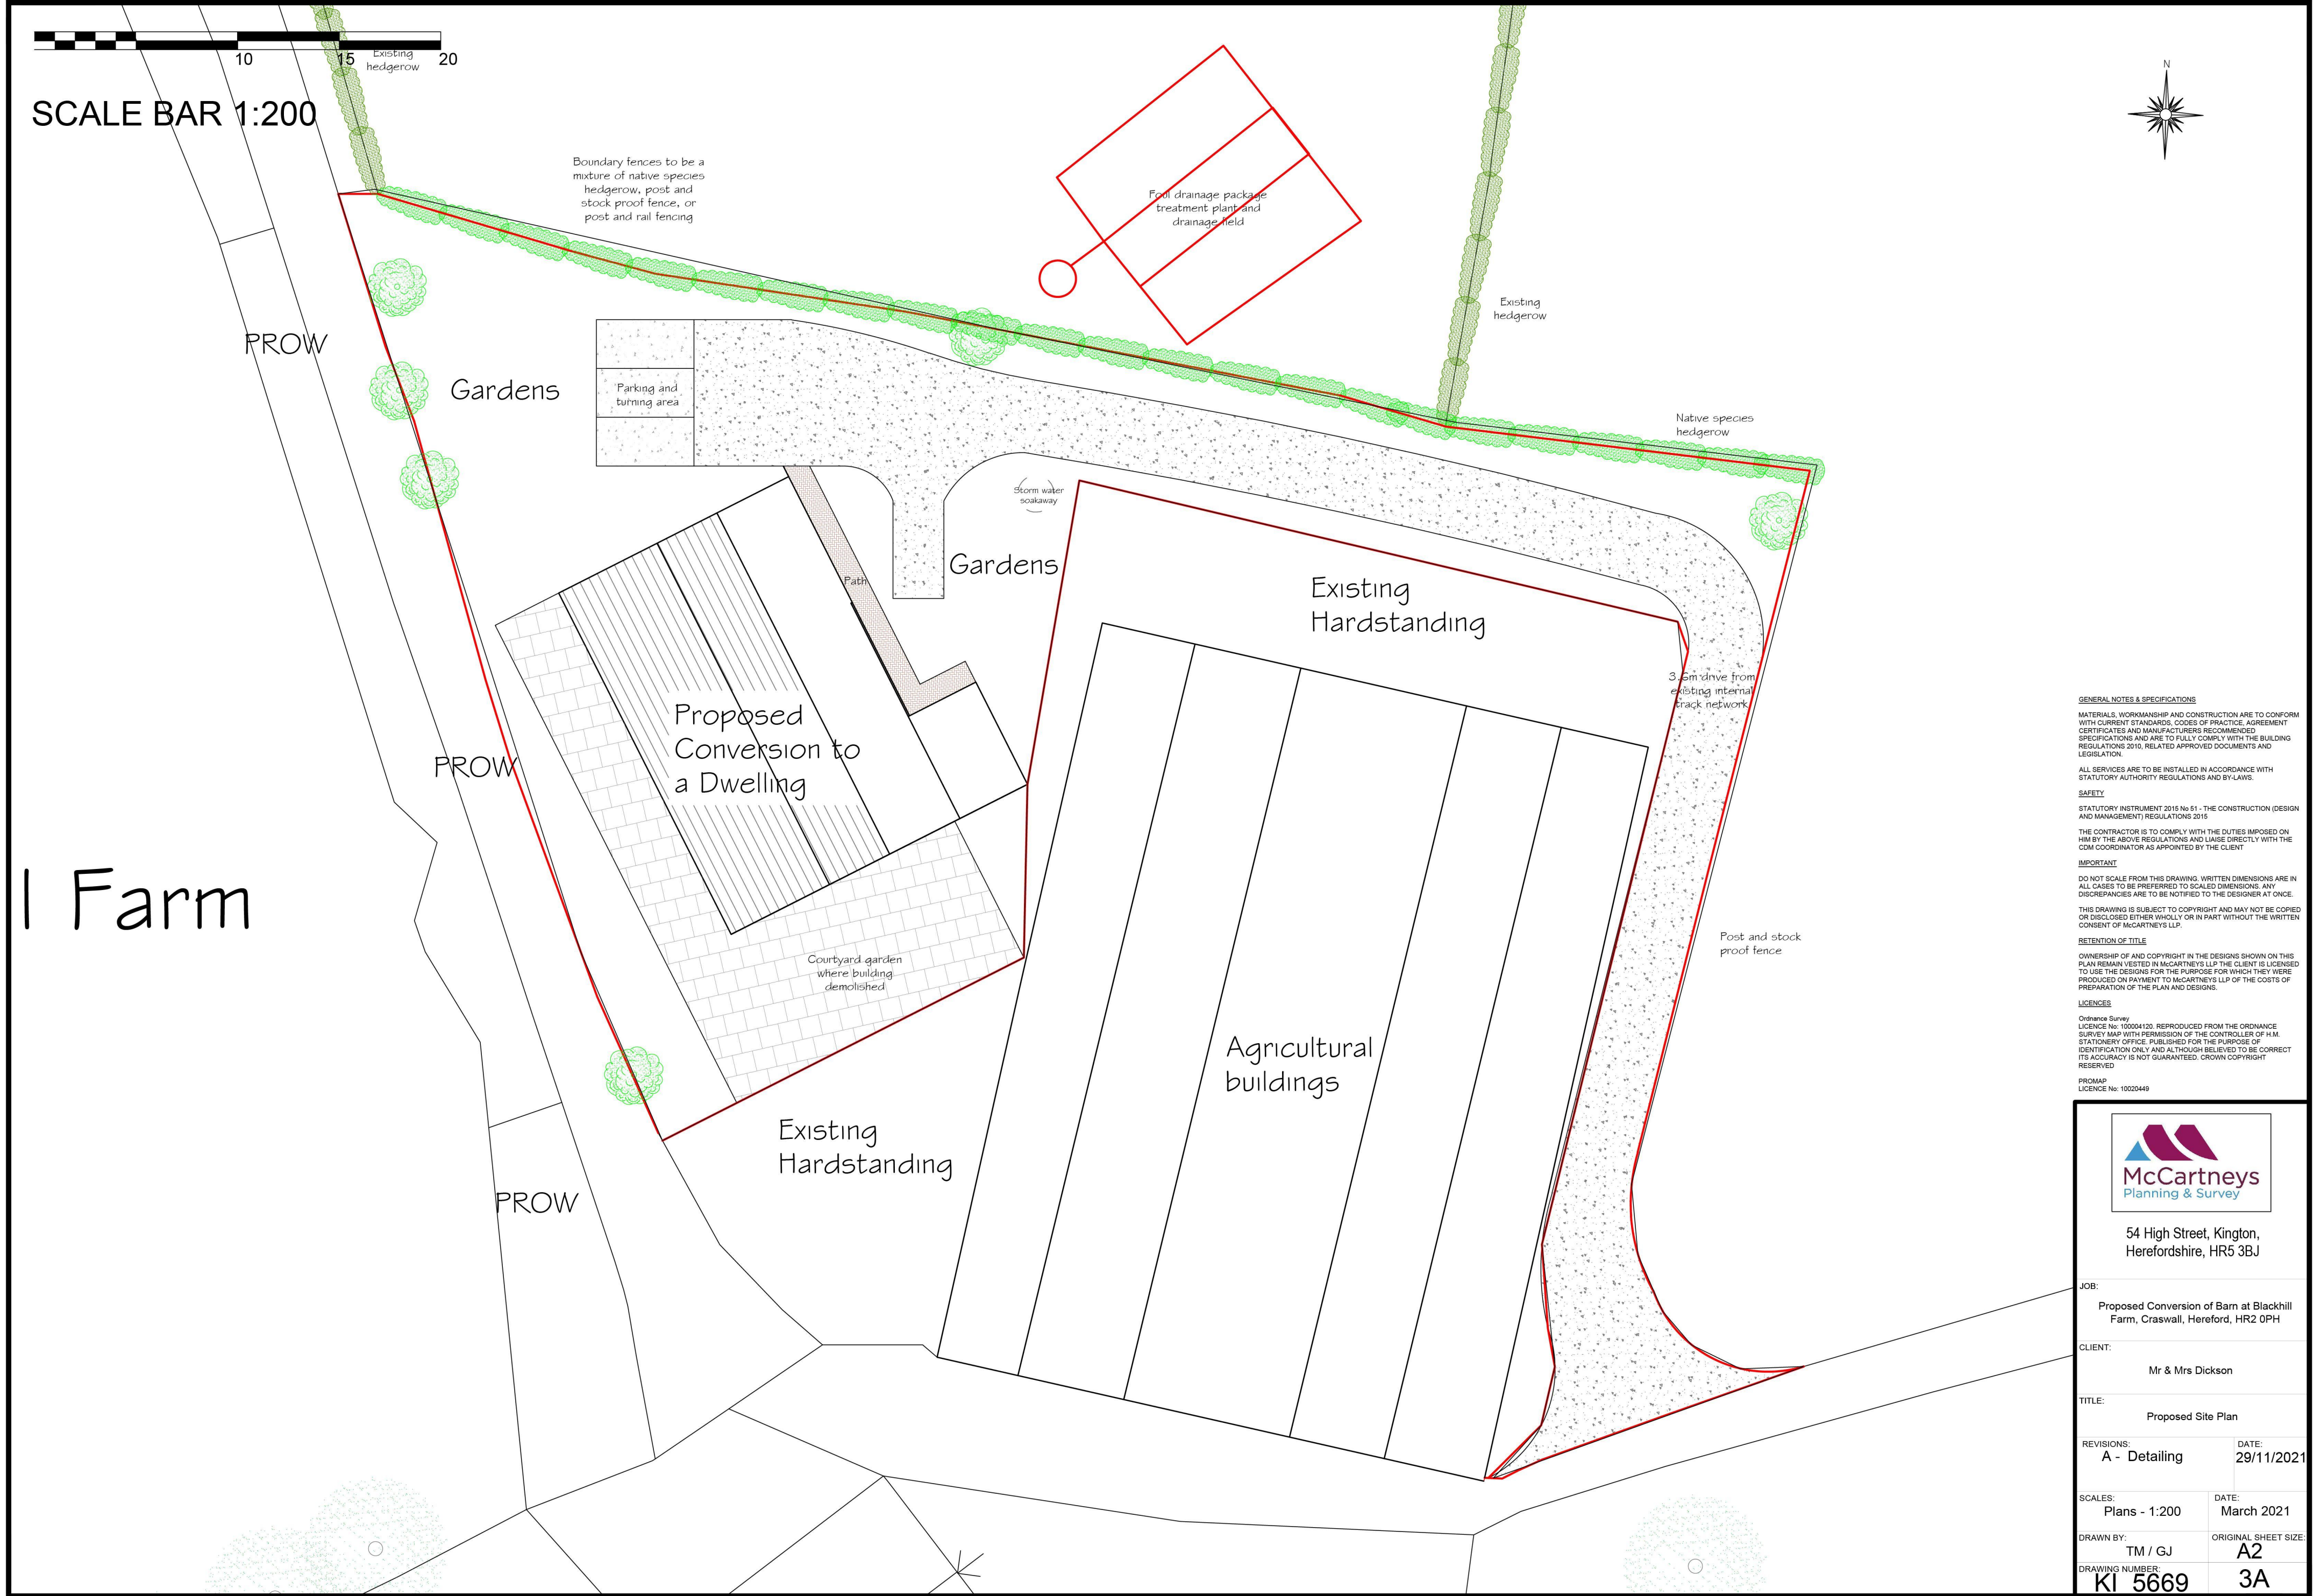 10
15
20
SCALE BAR 1:200
Existing
hedgerow
N
Boundary fences to be a
mixture of native species
hedgerow, post and
stock proof fence, or
post and rail fencing
Foul drainage package
treatment plant and
drainage field
Existing
hedgerow
PROW
Gardens
Parking and
turning area
Native species
hedgerow
Storm water
soakaway
Gardens
Path
Existing
Hardstanding
3.6m drive from
existing internal
track network
Proposed
Conversion to
a Dwelling
PROW
l Farm
Courtyard garden
where building
demolished
Post and stock
proof fence
Agricultural
buildings
Existing
Hardstanding
PROW
GENERAL NOTES & SPECIFICATIONS
MATERIALS, WORKMANSHIP AND CONSTRUCTION ARE TO CONFORM
WITH CURRENT STANDARDS, CODES OF PRACTICE, AGREEMENT
CERTIFICATES AND MANUFACTURERS RECOMMENDED
SPECIFICATIONS AND ARE TO FULLY COMPLY WITH THE BUILDING
REGULATIONS 2010, RELATED APPROVED DOCUMENTS AND
LEGISLATION.
ALL SERVICES ARE TO BE INSTALLED IN ACCORDANCE WITH
STATUTORY AUTHORITY REGULATIONS AND BY-LAWS.
SAFETY
STATUTORY INSTRUMENT 2015 No 51 - THE CONSTRUCTION (DESIGN
AND MANAGEMENT) REGULATIONS 2015
THE CONTRACTOR IS TO COMPLY WITH THE DUTIES IMPOSED ON
HIM BY THE ABOVE REGULATIONS AND LIAISE DIRECTLY WITH THE
CDM COORDINATOR AS APPOINTED BY THE CLIENT
IMPORTANT
DO NOT SCALE FROM THIS DRAWING. WRITTEN DIMENSIONS ARE IN
ALL CASES TO BE PREFERRED TO SCALED DIMENSIONS. ANY
DISCREPANCIES ARE TO BE NOTIFIED TO THE DESIGNER AT ONCE.
THIS DRAWING IS SUBJECT TO COPYRIGHT AND MAY NOT BE COPIED
OR DISCLOSED EITHER WHOLLY OR IN PART WITHOUT THE WRITTEN
CONSENT OF McCARTNEYS LLP.
RETENTION OF TITLE
OWNERSHIP OF AND COPYRIGHT IN THE DESIGNS SHOWN ON THIS
PLAN REMAIN VESTED IN McCARTNEYS LLP THE CLIENT IS LICENSED
TO USE THE DESIGNS FOR THE PURPOSE FOR WHICH THEY WERE
PRODUCED ON PAYMENT TO McCARTNEYS LLP OF THE COSTS OF
PREPARATION OF THE PLAN AND DESIGNS.
LICENCES
Ordnance Survey
LICENCE No: 100004120. REPRODUCED FROM THE ORDNANCE
SURVEY MAP WITH PERMISSION OF THE CONTROLLER OF H.M.
STATIONERY OFFICE. PUBLISHED FOR THE PURPOSE OF
IDENTIFICATION ONLY AND ALTHOUGH BELIEVED TO BE CORRECT
ITS ACCURACY IS NOT GUARANTEED. CROWN COPYRIGHT
RESERVED
PROMAP
LICENCE No: 10020449
McCartneys
Planning & Survey
54 High Street, Kington,
Herefordshire, HR5 3BJ
JOB:
Proposed Conversion of Barn at Blackhill
Farm, Craswall, Hereford, HR2 0PH
CLIENT:
Mr & Mrs Dickson
TITLE:
Proposed Site Plan
REVISIONS:
A - Detailing
DATE:
29/11/2021
SCALES:
Plans - 1:200
DATE:
March 2021
DRAWN BY:
TM / GJ
ORIGINAL SHEET SIZE:
A2
DRAWING NUMBER:
KI 5669
3A